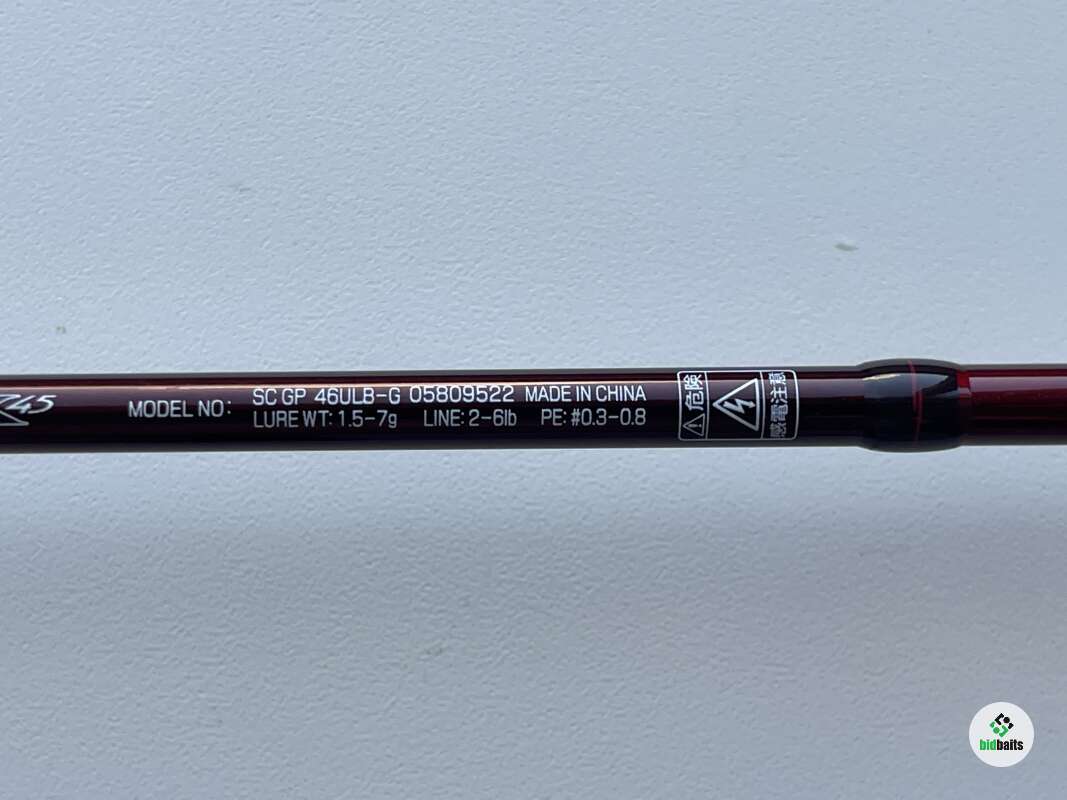 X45
MODEL NO: SC GP 46ULB-G 05809522 MADE IN CHINA
LURE WT: 1.5-7g LINE: 2-6lb PE: #0.3-0.8
危険
感電注意
bidbaits